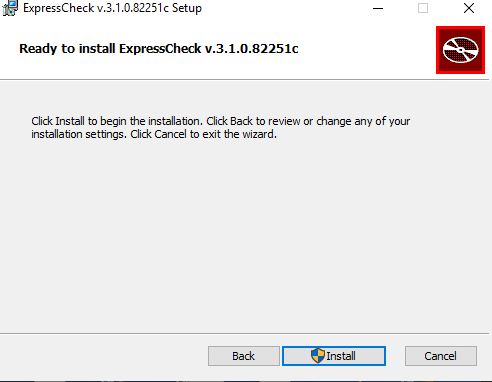 ExpressCheck v.3.1.0.82251c Setup
Ready to install ExpressCheck v.3.1.0.82251c
Click Install to begin the installation. Click Back to review or change any of your
installation settings. Click Cancel to exit the wizard.
Back
Install
Cancel